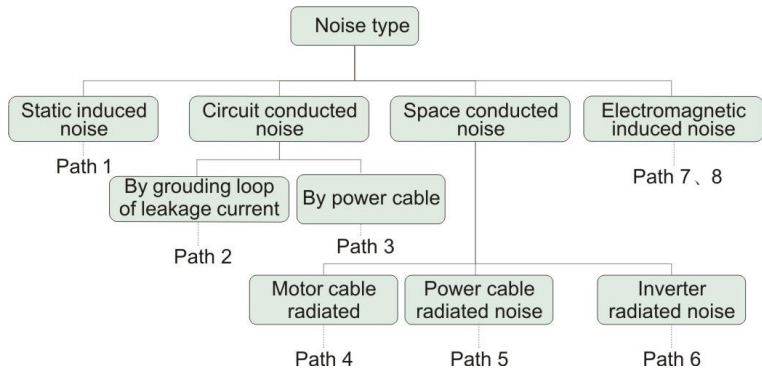 Noise type
Static induced
noise
Circuit conducted
noise
Space conducted
noise
Electromagnetic
induced noise
Path 1
Path 7、8
By grouding loop
of leakage current
By power cable
Path 2
Path 3
Motor cable
radiated
Power cable
radiated noise
Inverter
radiated noise
Path 4
Path 5
Path 6